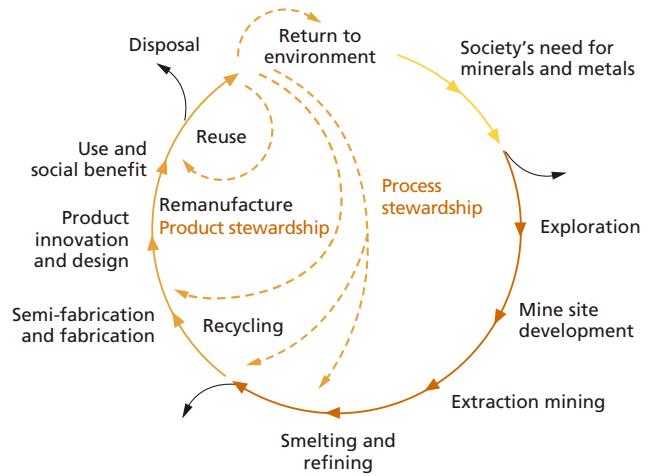 Return to
environment
Society's need for
minerals and metals
Disposal
Reuse
Use and
social benefit
Remanufacture
Product stewardship
Process
stewardship
Product
innovation
and design
Exploration
Semi-fabrication
and fabrication
Recycling
Mine site
development
Extraction mining
Smelting and
refining